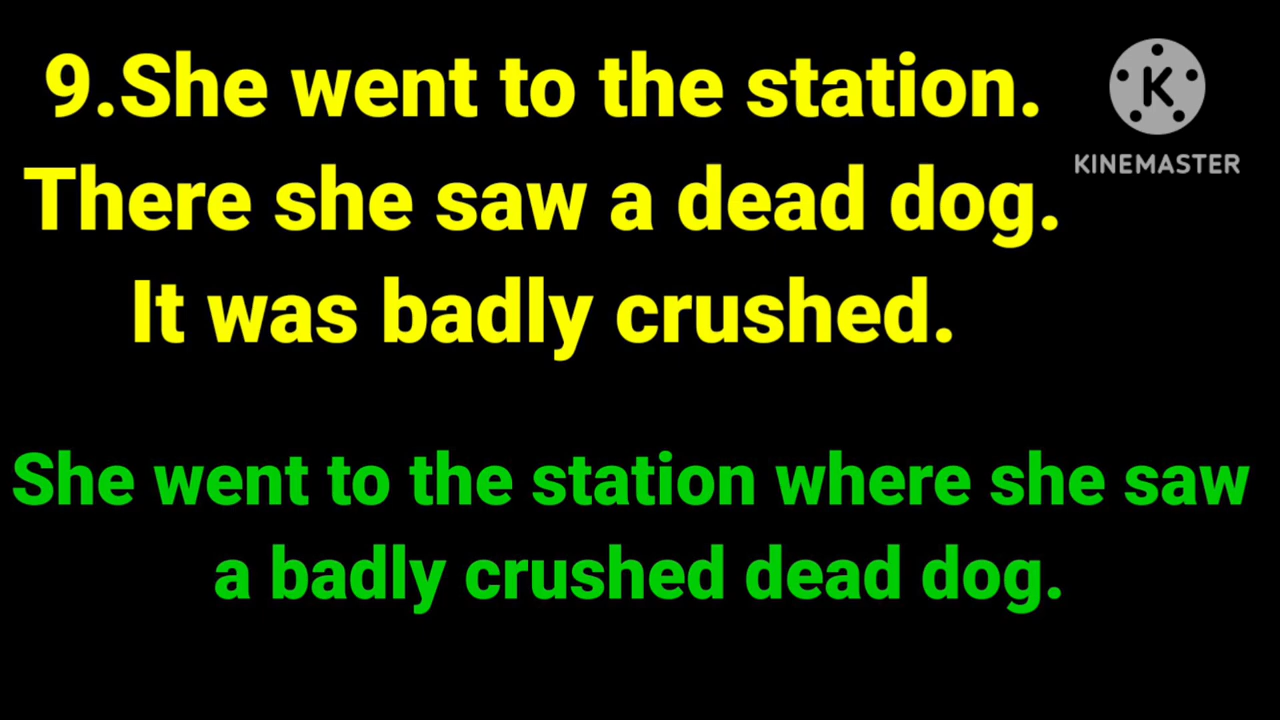 9.She went to the station.
There she saw a dead dog.
It was badly crushed.
KINEMASTER
She went to the station where she saw
a badly crushed dead dog.